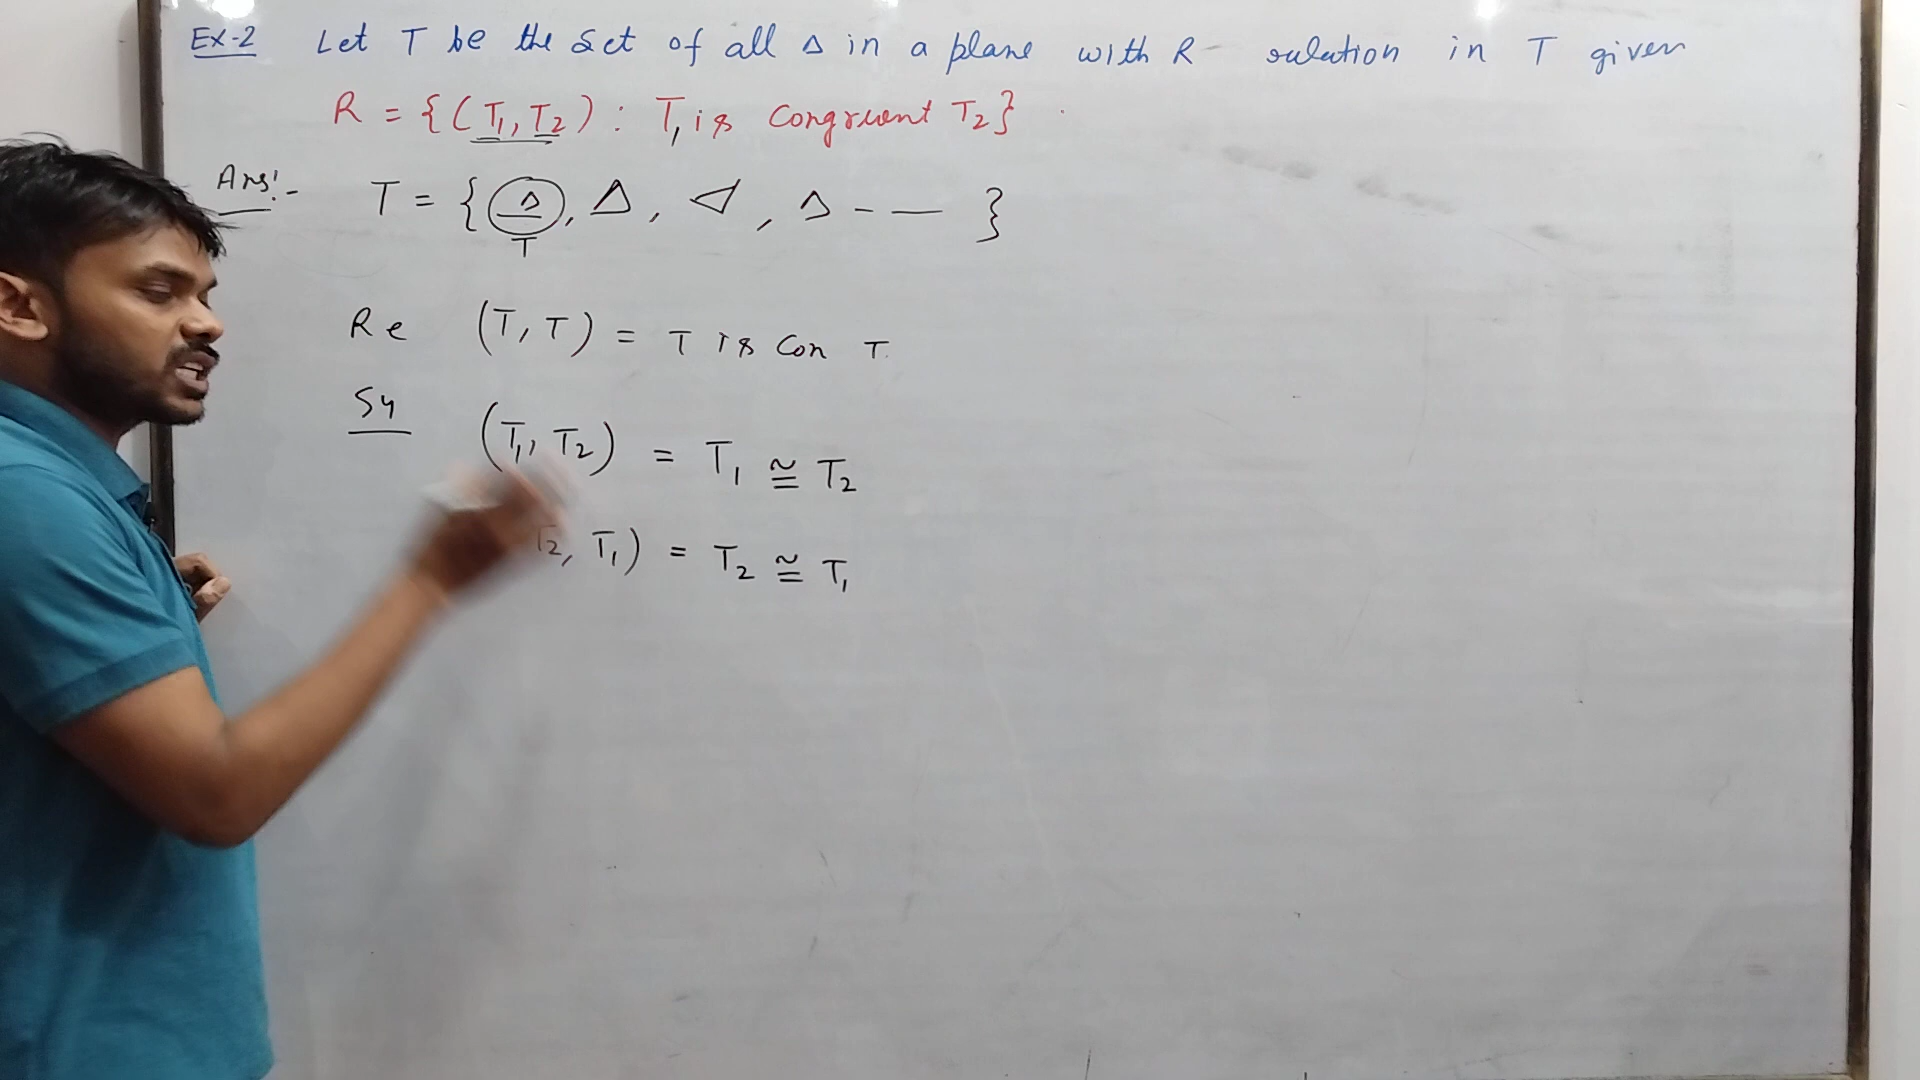 Ex-2 Let T be the set of all Δ in a plane with R - relation in T given
R = {(T₁, T₂) : T₁ is Congruent T₂}
Ans:- T = {Δ, Δ, Δ, Δ - — }
T
Re (T, T) = T is Con T
Sy (T₁, T₂) = T₁ ≅ T₂
T₂, T₁) = T₂ ≅ T₁